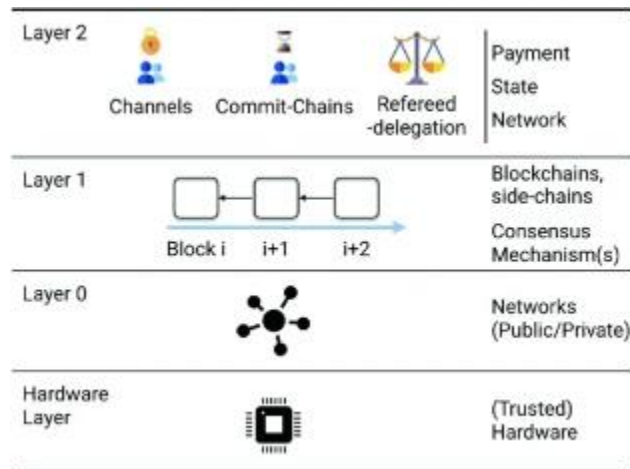 Layer 2
Channels
Commit-Chains
Refereed
-delegation
Payment
State
Network
Layer 1
Block i
i+1
i+2
Blockchains,
side-chains
Consensus
Mechanism(s)
Layer 0
Networks
(Public/Private)
Hardware
Layer
(Trusted)
Hardware